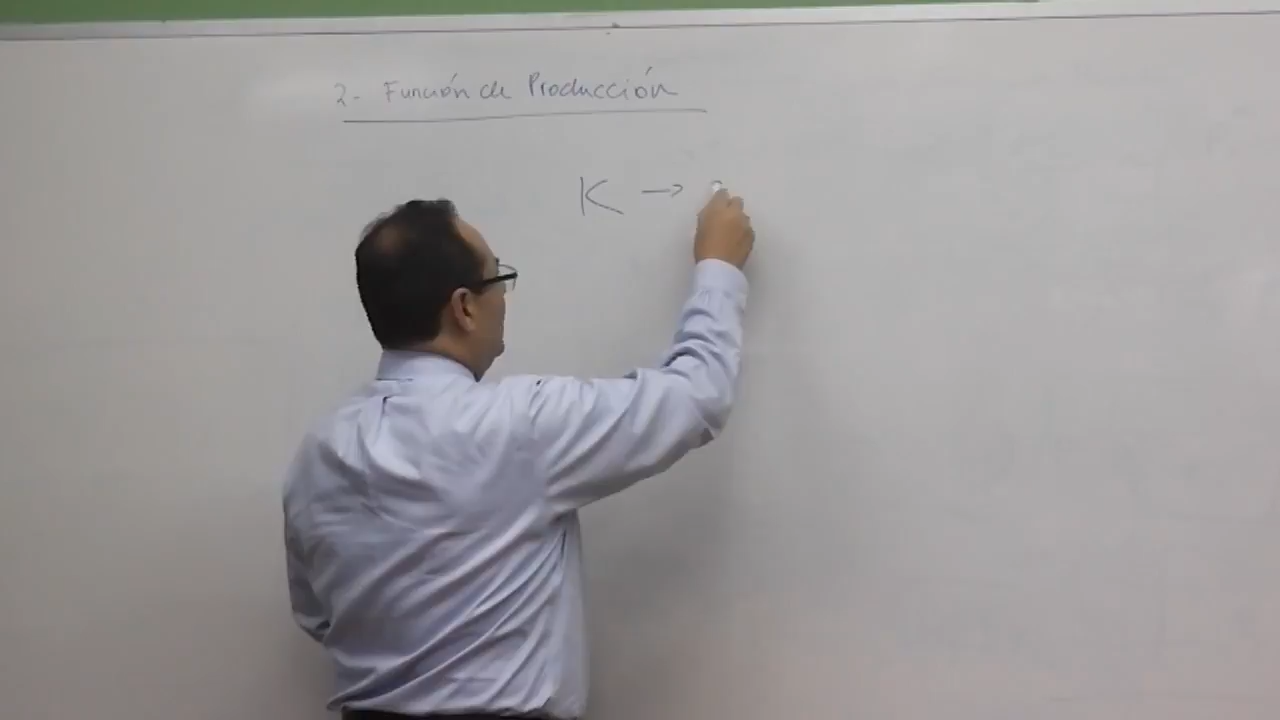 2- Función de Producción
K →